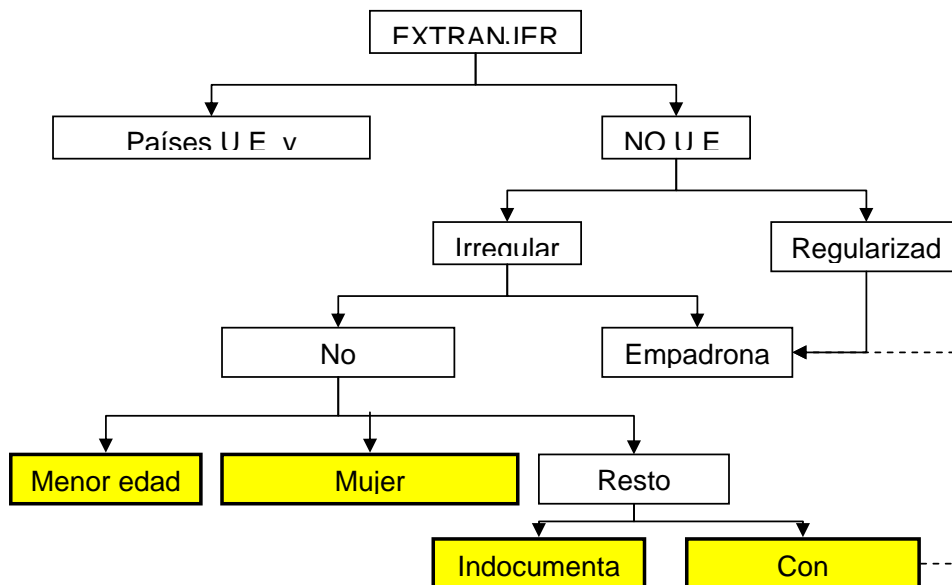 EXTRANJER
Países U.E. y
NO U.E.
Irregular
Regularizad
No
Empadrona
Menor edad
Mujer
Resto
Indocumenta
Con